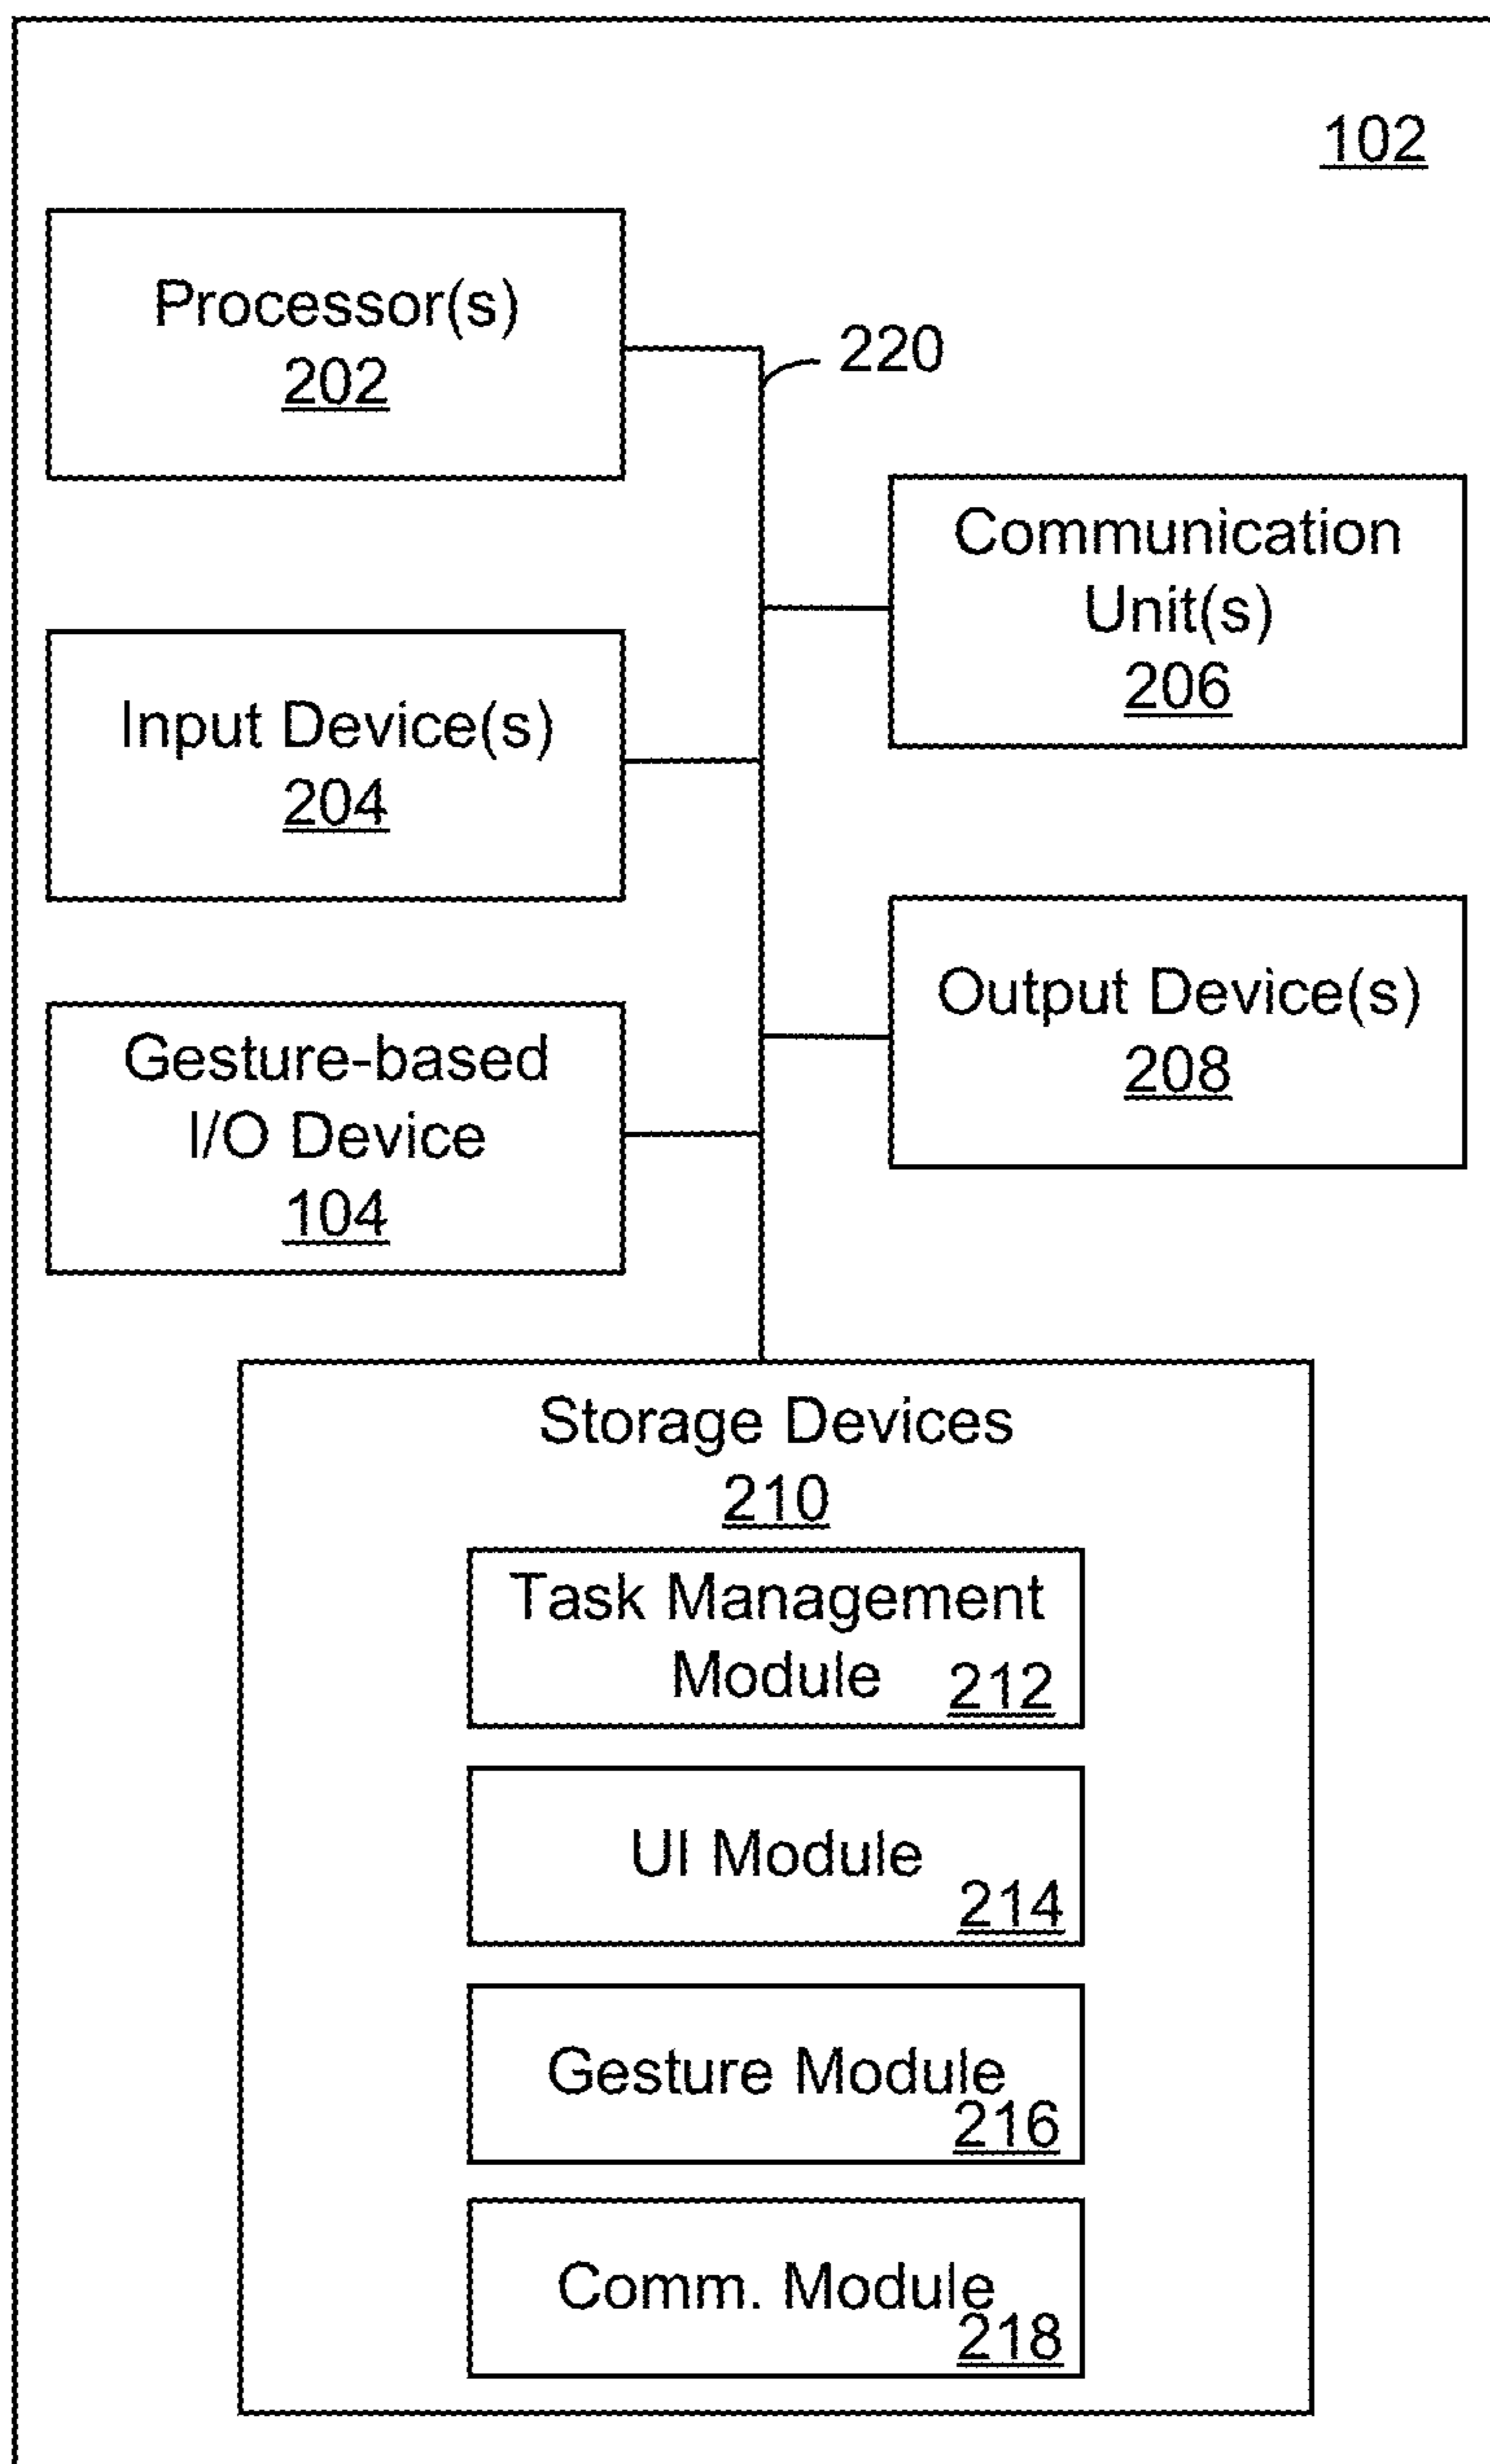 102
Processor(s)
202
220
Communication
Unit(s)
206
Input Device(s)
204
Output Device(s)
208
Gesture-based
I/O Device
104
Storage Devices
210
Task Management
Module 212
UI Module
214
Gesture Module
216
Comm. Module
218